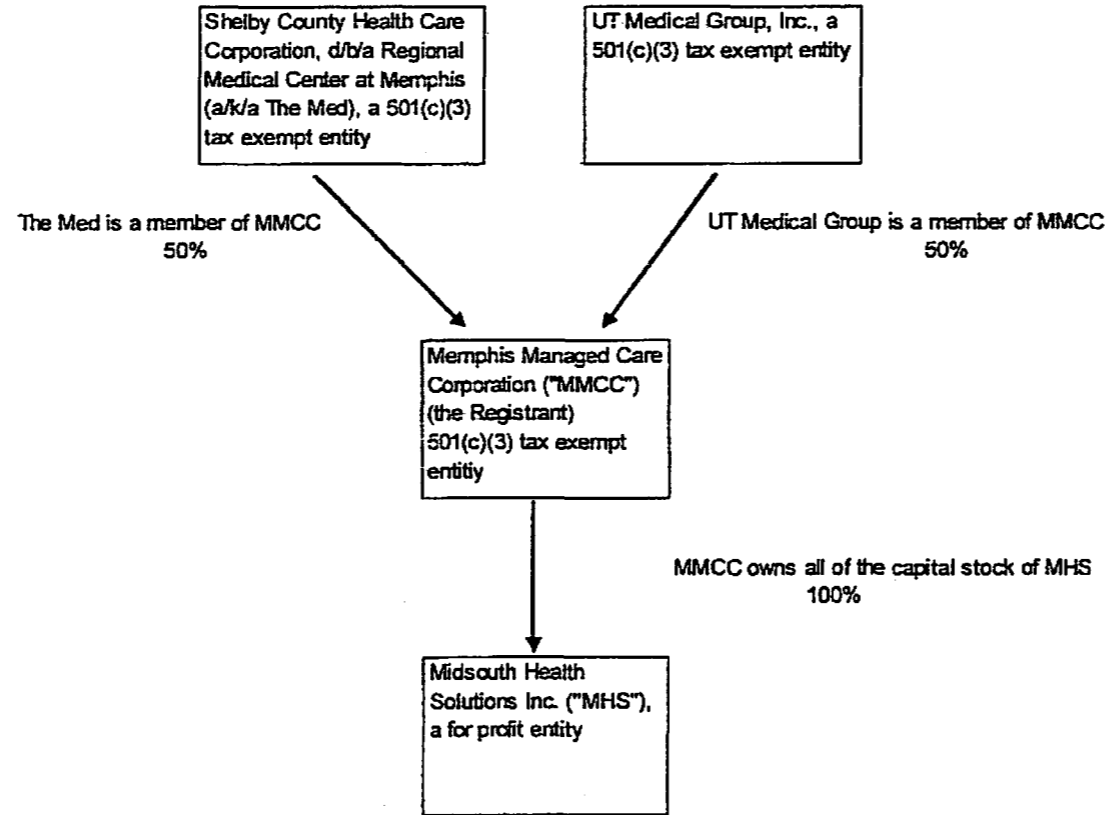 Shelby County Health Care
Corporation, d/b/a Regional
Medical Center at Memphis
(a/k/a The Med), a 501(c)(3)
tax exempt entity
UT Medical Group, Inc., a
501(c)(3) tax exempt entity
The Med is a member of MMCC
50%
UT Medical Group is a member of MMCC
50%
Memphis Managed Care
Corporation ("MMCC")
(the Registrant)
501(c)(3) tax exempt
entitiy
MMCC owns all of the capital stock of MHS
100%
Midsouth Health
Solutions Inc. ("MHS"),
a for profit entity